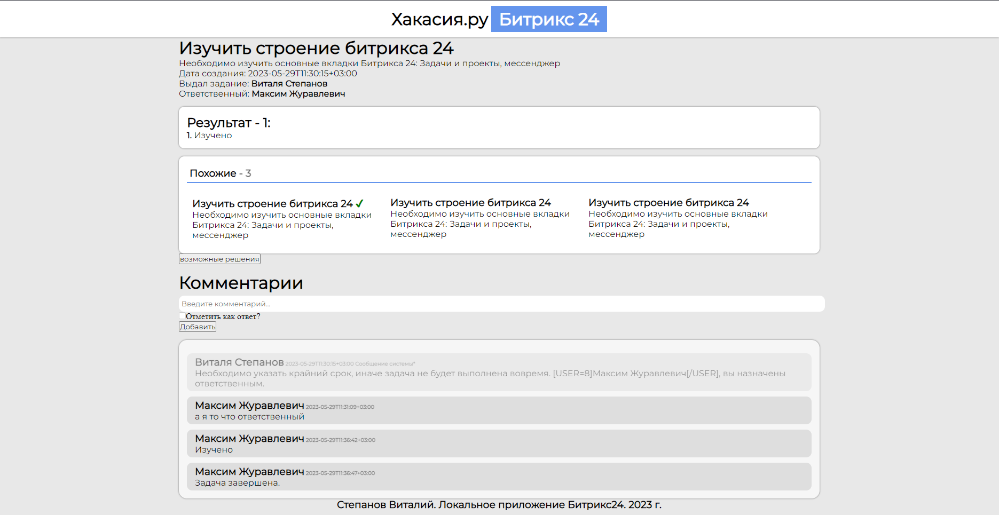 Хакасия.ру Битрикс 24
Изучить строение битрикса 24
Необходимо изучить основные вкладки Битрикса 24: Задачи и проекты, мессенджер
Дата создания: 2023-05-29T11:30:15+03:00
Выдал задание: Виталя Степанов
Ответственный: Максим Журавлевич
Результат - 1:
1. Изучено
Похожие - 3
Изучить строение битрикса 24 ✔
Необходимо изучить основные вкладки
Битрикса 24: Задачи и проекты,
мессенджер
Изучить строение битрикса 24
Необходимо изучить основные вкладки
Битрикса 24: Задачи и проекты,
мессенджер
Изучить строение битрикса 24
Необходимо изучить основные вкладки
Битрикса 24: Задачи и проекты,
мессенджер
возможные решения
Комментарии
Введите комментарий...
Отметить как ответ?
Добавить
Виталя Степанов 2023-05-29T11:30:15+03:00 Сообщение системы*
Необходимо указать крайний срок, иначе задача не будет выполнена вовремя. [USER=8]Максим Журавлевич[/USER], вы назначены
ответственным.
Максим Журавлевич 2023-05-29T11:31:09+03:00
а я то что ответственный
Максим Журавлевич 2023-05-29T11:36:42+03:00
Изучено
Максим Журавлевич 2023-05-29T11:36:47+03:00
Задача завершена.
Степанов Виталий. Локальное приложение Битрикс24. 2023 г.